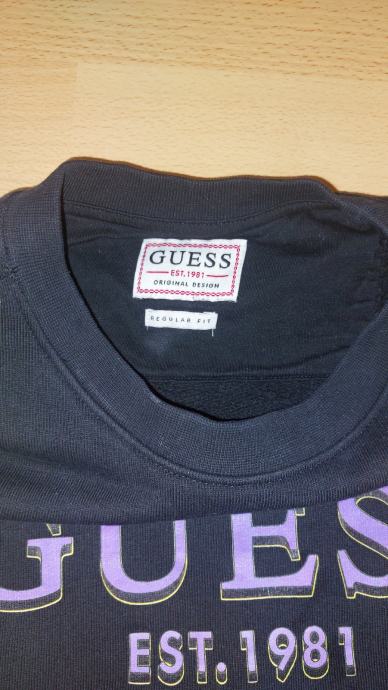 GUESS
EST. 1981
ORIGINAL DESIGN
REGULAR FIT
GUES
EST. 1981